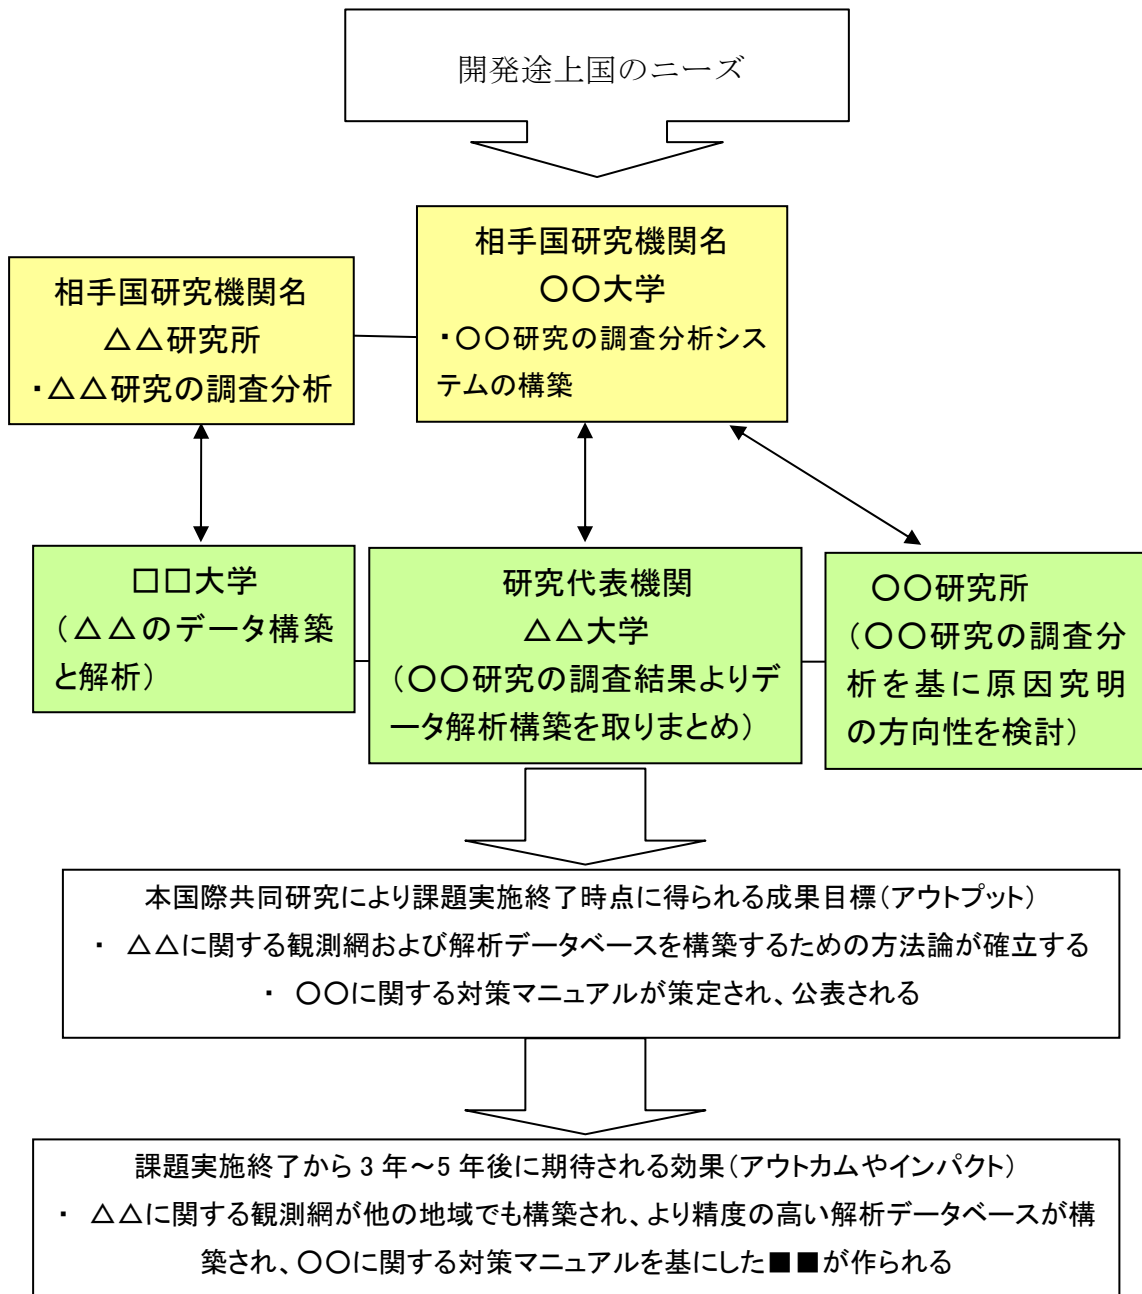 開発途上国のニーズ
相手国研究機関名
〇〇大学
・〇〇研究の調査分析シス
テムの構築
相手国研究機関名
△△研究所
・△△研究の調査分析
□□大学
（△△のデータ構築
と解析）
研究代表機関
△△大学
（〇〇研究の調査結果よりデ
ータ解析構築を取りまとめ）
〇〇研究所
（〇〇研究の調査分
析を基に原因究明
の方向性を検討）
本国際共同研究により課題実施終了時点に得られる成果目標（アウトプット）
・ △△に関する観測網および解析データベースを構築するための方法論が確立する
・ 〇〇に関する対策マニュアルが策定され、公表される
課題実施終了から 3 年～5 年後に期待される効果（アウトカムやインパクト）
・ △△に関する観測網が他の地域でも構築され、より精度の高い解析データベースが構
築され、〇〇に関する対策マニュアルを基にした■■が作られる